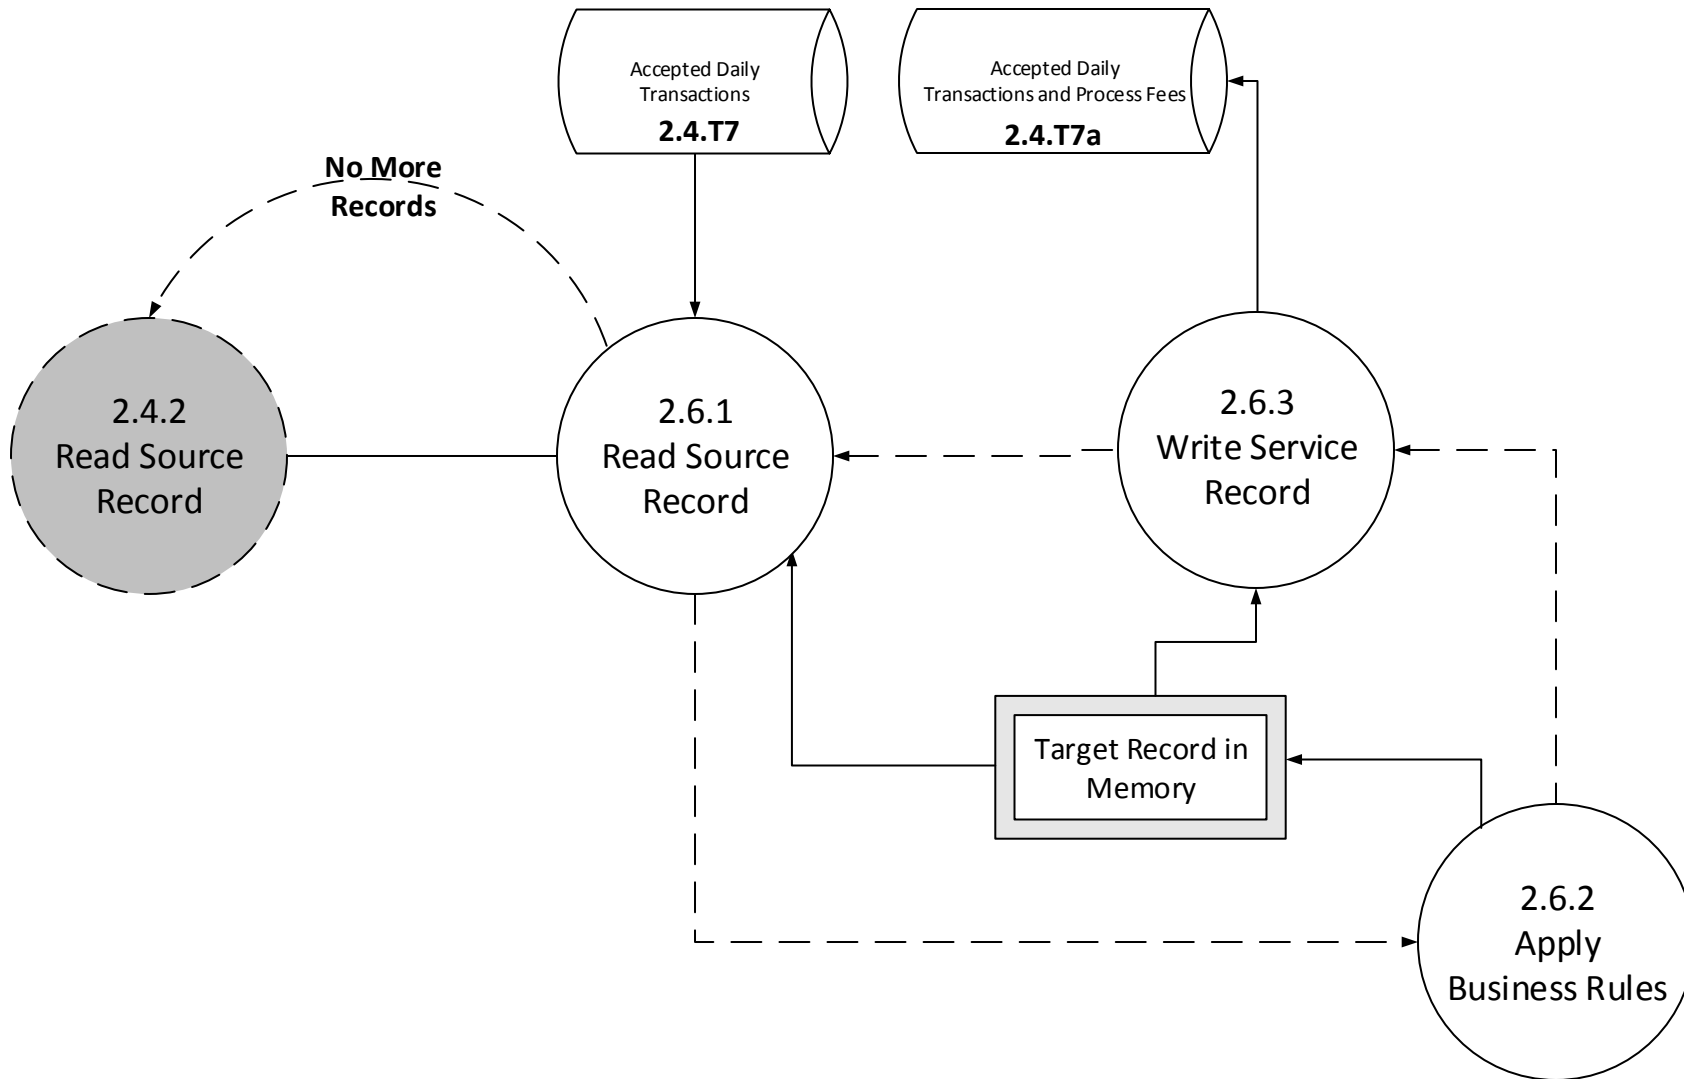 Accepted Daily
Transactions
2.4.T7
Accepted Daily
Transactions and Process Fees
2.4.T7a
No More
Records
2.4.2
Read Source
Record
2.6.1
Read Source
Record
2.6.3
Write Service
Record
Target Record in
Memory
2.6.2
Apply
Business Rules